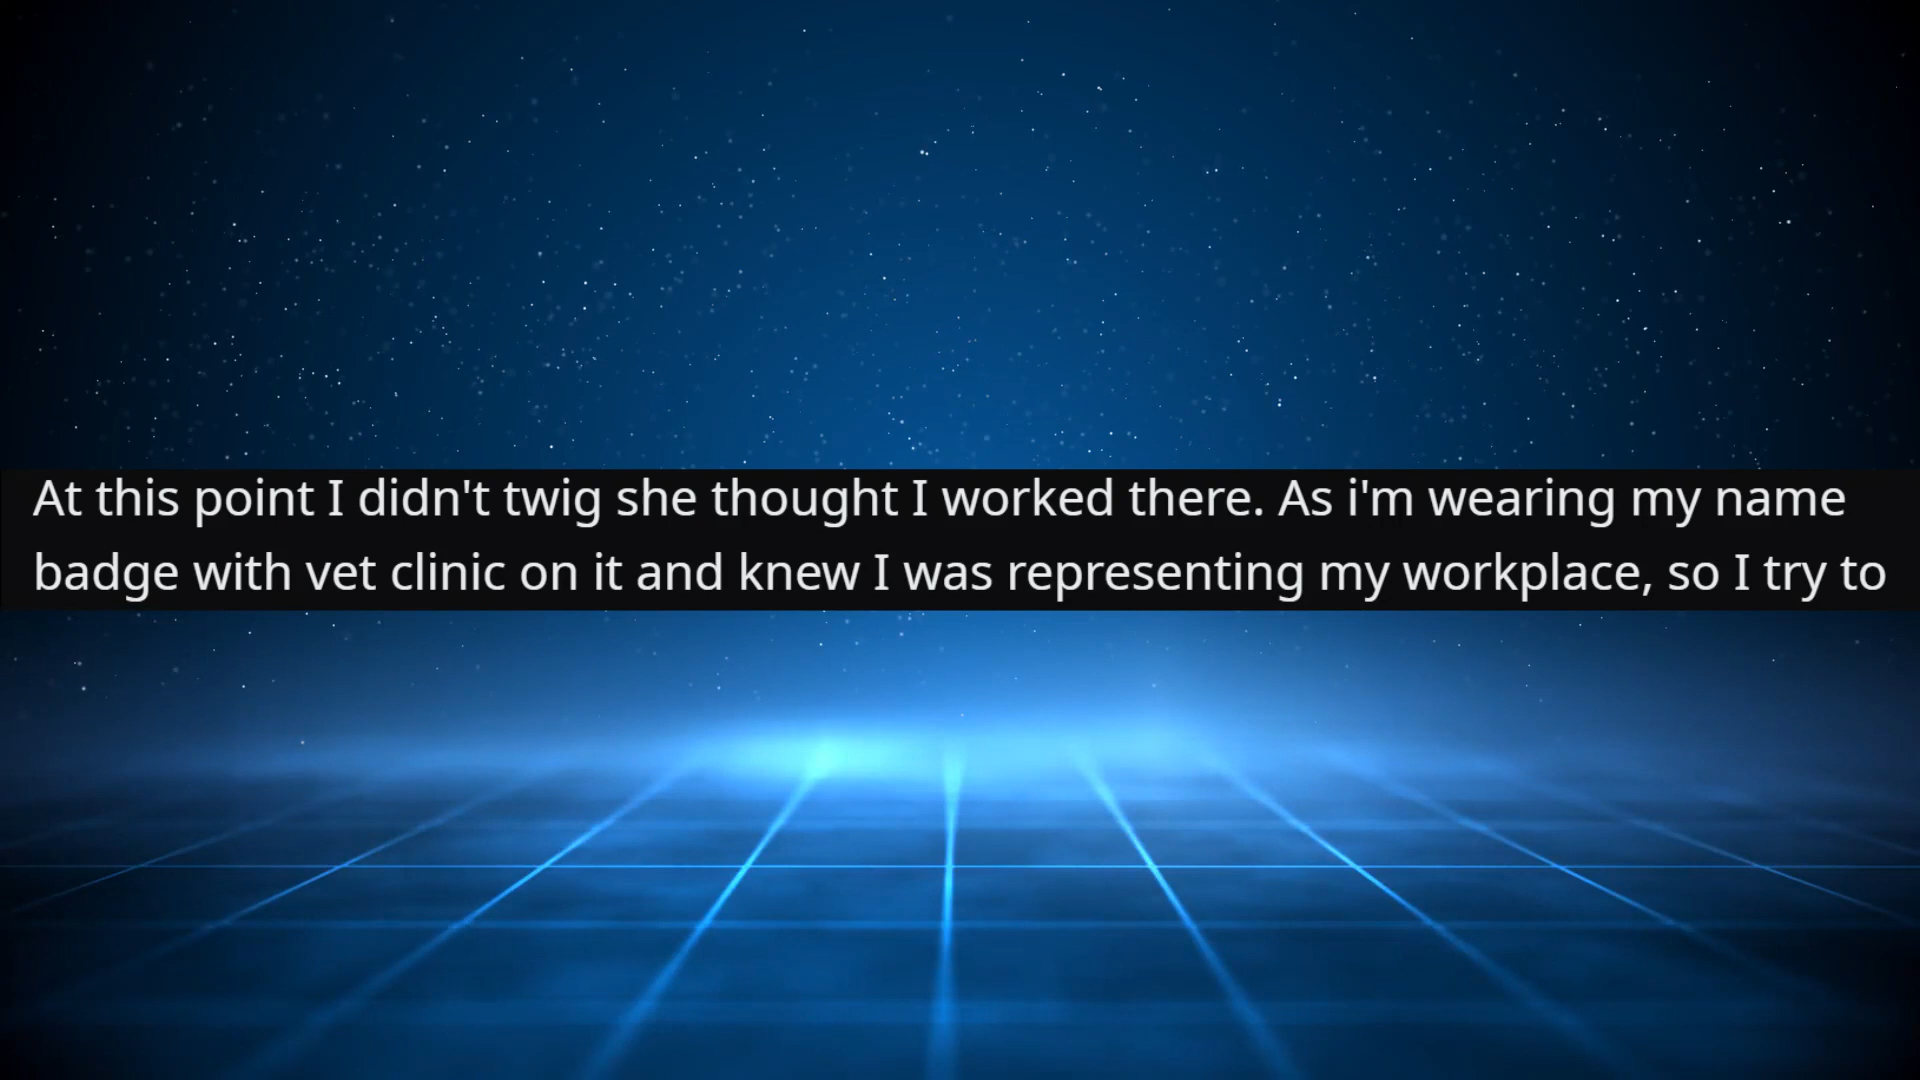 At this point I didn't twig she thought I worked there. As i'm wearing my name
badge with vet clinic on it and knew I was representing my workplace, so I try to